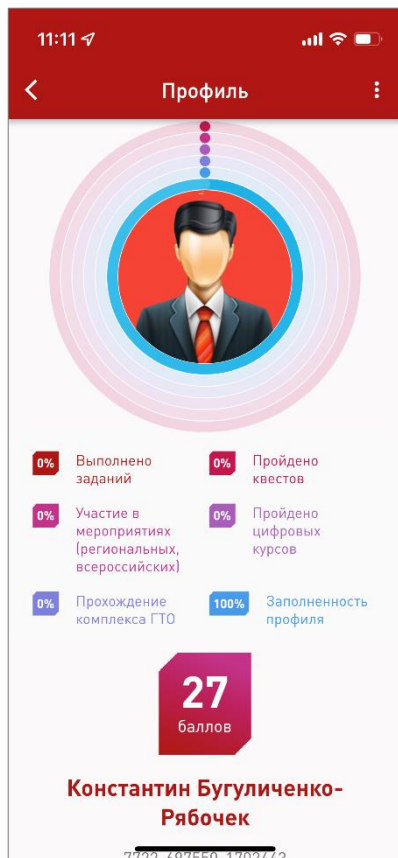 11:11
Профиль
0% Выполнено
заданий
0% Пройдено
квестов
0% Участие в
мероприятиях
(региональных,
всероссийских)
0% Пройдено
цифровых
курсов
0% Прохождение
комплекса ГТО
100% Заполненность
профиля
27
баллов
Константин Бугуличенко-
Рябочек